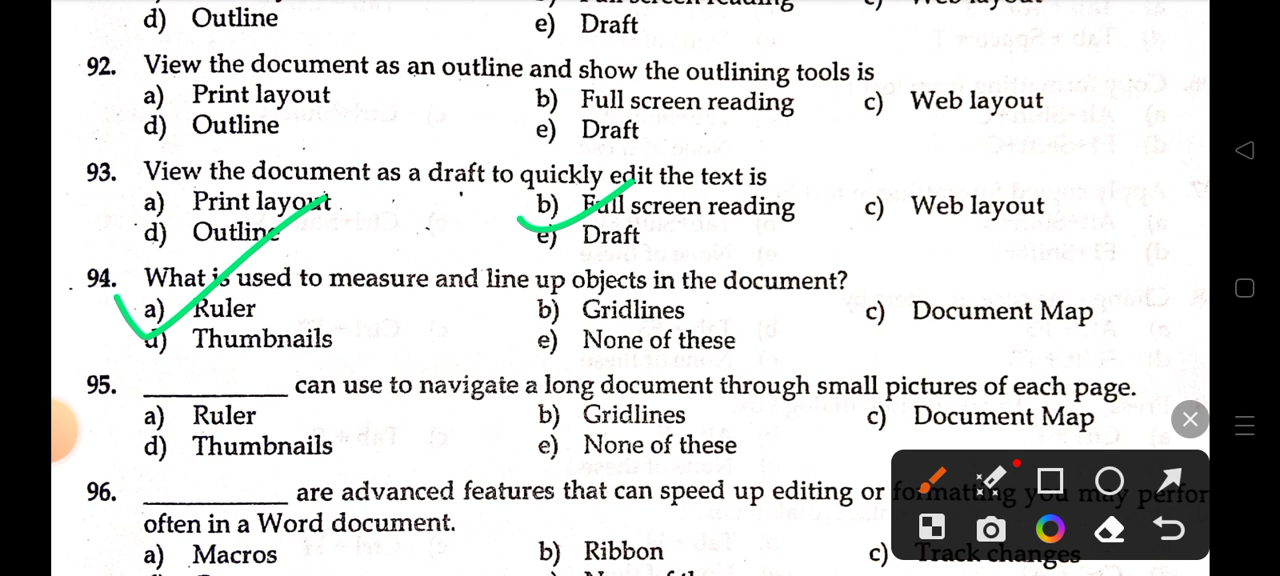 d) Outline e) Draft
92. View the document as an outline and show the outlining tools is
a) Print layout b) Full screen reading c) Web layout
d) Outline e) Draft
93. View the document as a draft to quickly edit the text is
a) Print layout b) Full screen reading c) Web layout
d) Outline e) Draft
94. What is used to measure and line up objects in the document?
a) Ruler b) Gridlines c) Document Map
d) Thumbnails e) None of these
95. __________ can use to navigate a long document through small pictures of each page.
a) Ruler b) Gridlines c) Document Map
d) Thumbnails e) None of these
96. __________ are advanced features that can speed up editing or formatting you may perfor
often in a Word document.
a) Macros b) Ribbon c) Track changes